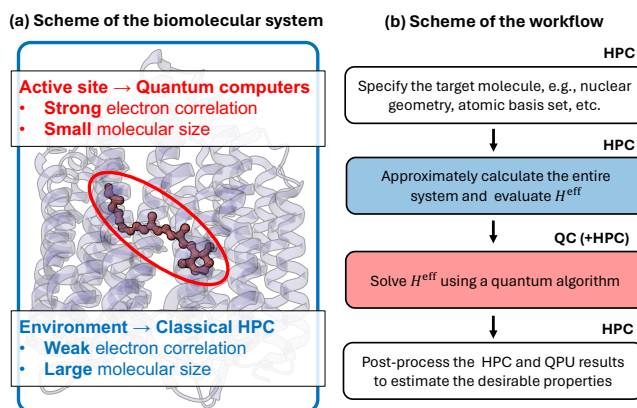 (a) Scheme of the biomolecular system
Active site → Quantum computers
• Strong electron correlation
• Small molecular size
Environment → Classical HPC
• Weak electron correlation
• Large molecular size
(b) Scheme of the workflow
HPC
Specify the target molecule, e.g., nuclear
geometry, atomic basis set, etc.
HPC
Approximately calculate the entire
system and evaluate H^eff
QC (+HPC)
Solve H^eff using a quantum algorithm
HPC
Post-process the HPC and QPU results
to estimate the desirable properties